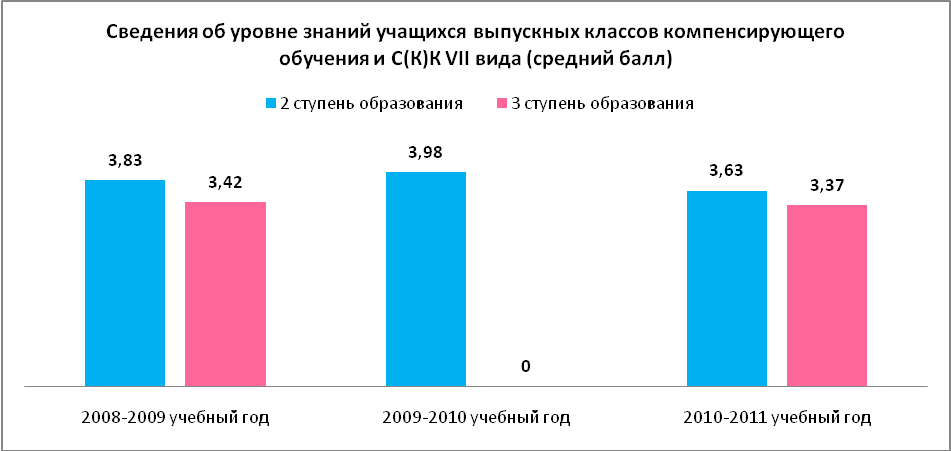 Сведения об уровне знаний учащихся выпускных классов компенсирующего
обучения и С(К)К VII вида (средний балл)
2 ступень образования 3 ступень образования
3,83 3,42 3,98 0 3,63 3,37
2008-2009 учебный год 2009-2010 учебный год 2010-2011 учебный год